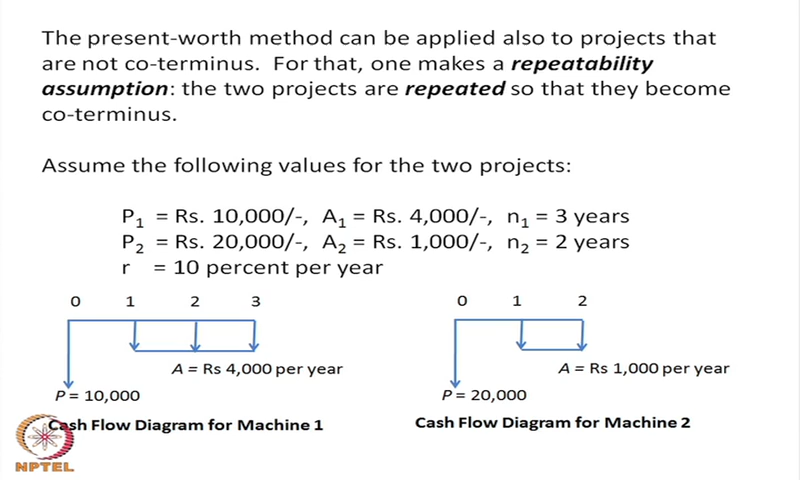 The present-worth method can be applied also to projects that
are not co-terminus. For that, one makes a repeatability
assumption: the two projects are repeated so that they become
co-terminus.
Assume the following values for the two projects:
P₁ = Rs. 10,000/-, A₁ = Rs. 4,000/-, n₁ = 3 years
P₂ = Rs. 20,000/-, A₂ = Rs. 1,000/-, n₂ = 2 years
r = 10 percent per year
0 1 2 3
A = Rs 4,000 per year
P = 10,000
Cash Flow Diagram for Machine 1
0 1 2
A = Rs 1,000 per year
P = 20,000
Cash Flow Diagram for Machine 2
NPTEL